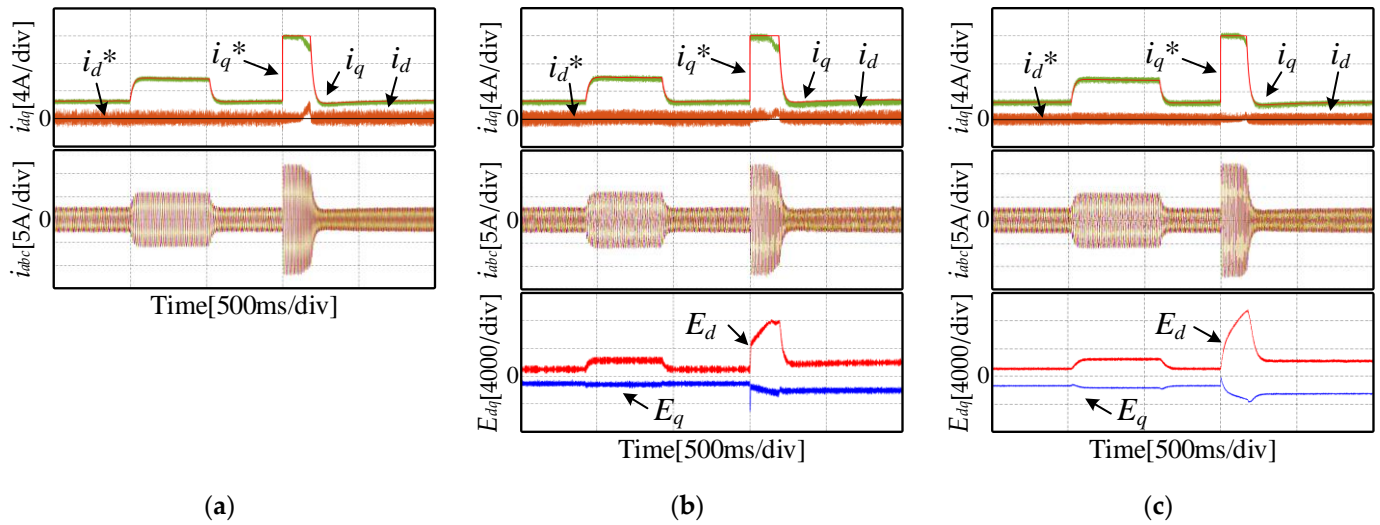 i_dq[4A/div]
0
i_d*
i_q*
i_q
i_d
i_abc[5A/div]
0
Time[500ms/div]
(a)
i_dq[4A/div]
0
i_d*
i_q*
i_q
i_d
i_abc[5A/div]
0
E_dq[4000/div]
0
E_d
E_q
Time[500ms/div]
(b)
i_dq[4A/div]
0
i_d*
i_q*
i_q
i_d
i_abc[5A/div]
0
E_dq[4000/div]
0
E_d
E_q
Time[500ms/div]
(c)